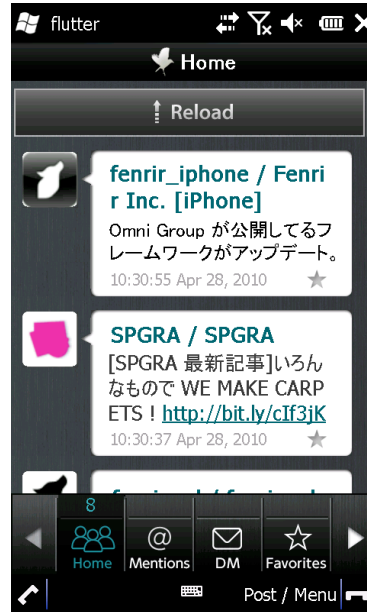 flutter
Home
Reload
fenrir_iphone / Fenri
r Inc. [iPhone]
Omni Group が公開してるフ
レームワークがアップデート。
10:30:55 Apr 28, 2010
SPGRA / SPGRA
[SPGRA 最新記事]いろん
なもので WE MAKE CARP
ETS ! http://bit.ly/cIf3jK
10:30:37 Apr 28, 2010
8
Home @ Mentions DM Favorites
Post / Menu